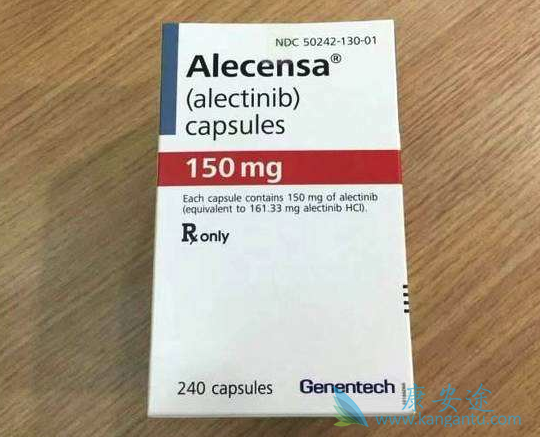 NDC 50242-130-01
Alecensa®
(alectinib)
capsules
150 mg
Each capsule contains 150 mg of alectinib
(equivalent to 161.33 mg alectinib HCl).
Rx only
240 capsules
Genentech
康安途
www.kangantu.com